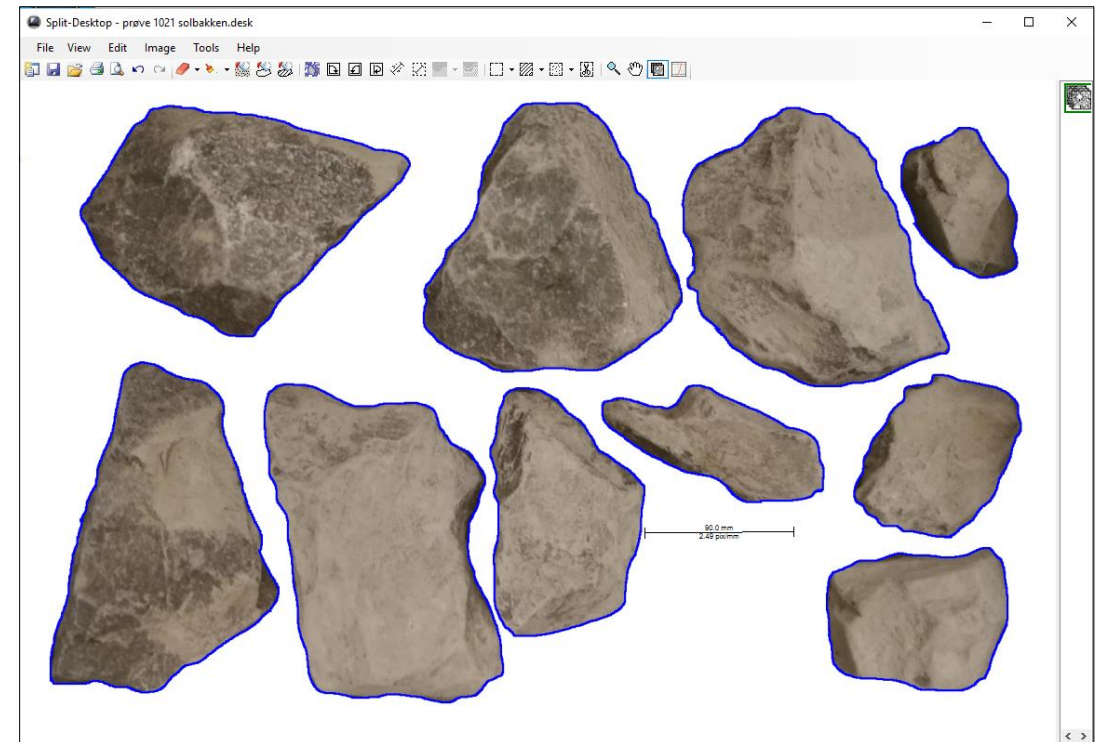 Split-Desktop - prøve 1021 solbakken.desk
File View Edit Image Tools Help
90.0 mm
2.49 pix/mm